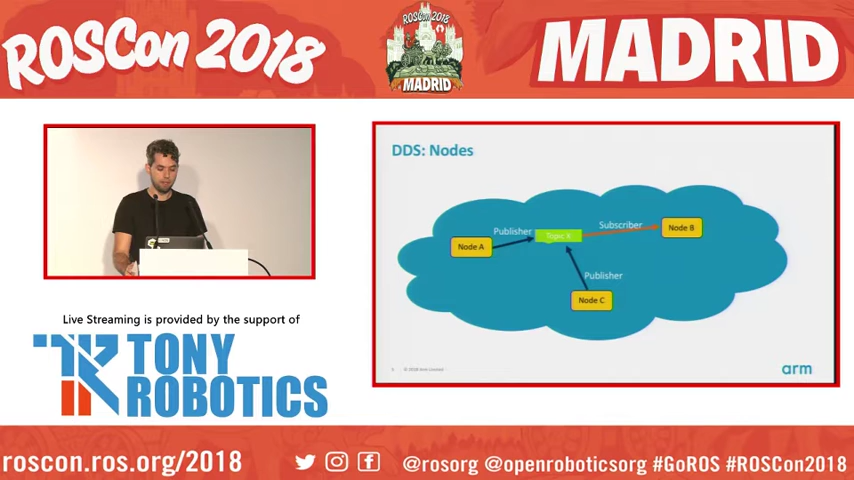 ROSCon 2018
ROSCON 2018
MADRID
MADRID
DDS: Nodes
Publisher
Topic X
Subscriber
Node A
Node B
Publisher
Node C
arm
Live Streaming is provided by the support of
TONY
ROBOTICS
roscon.ros.org/2018
@rosorg @openroboticsorg #GoROS #ROSCon2018